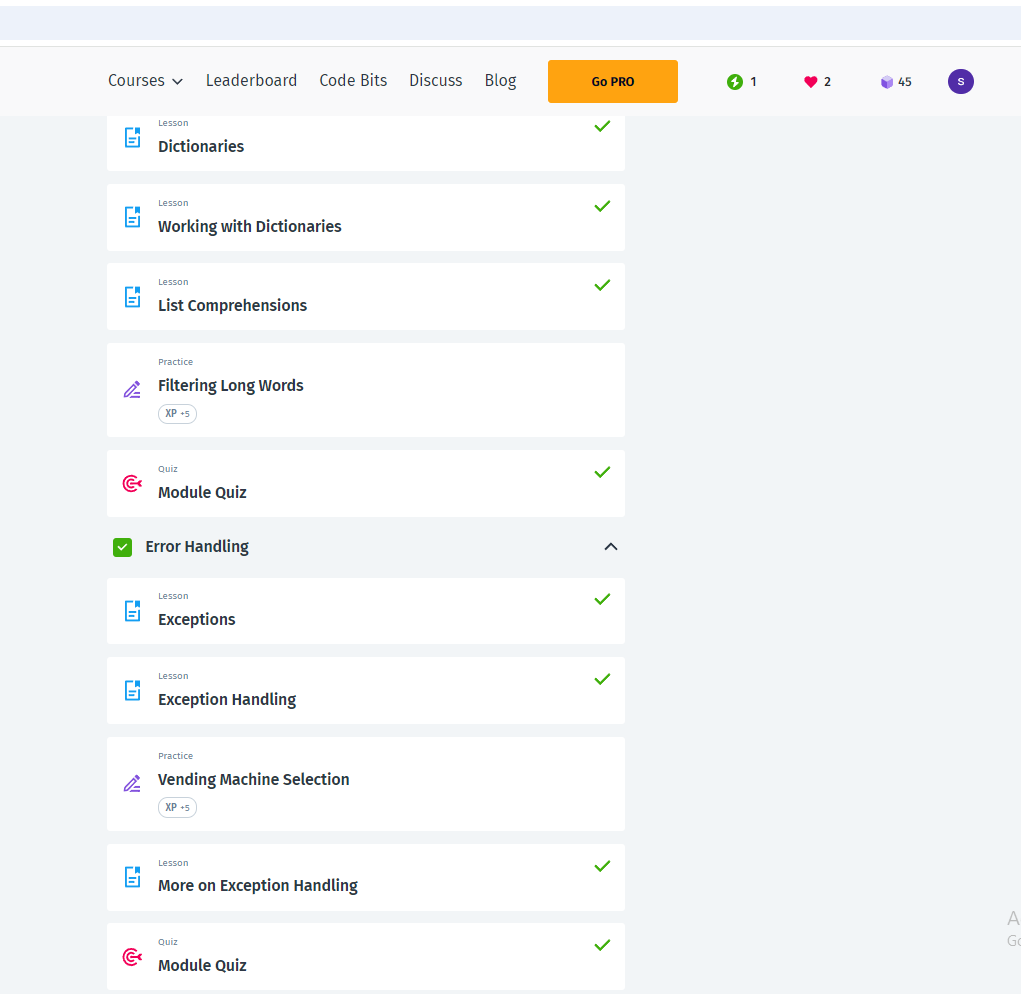 Courses Leaderboard Code Bits Discuss Blog Go PRO 1 2 45 S
Lesson
Dictionaries
Lesson
Working with Dictionaries
Lesson
List Comprehensions
Practice
Filtering Long Words
XP +5
Quiz
Module Quiz
Error Handling
Lesson
Exceptions
Lesson
Exception Handling
Practice
Vending Machine Selection
XP +5
Lesson
More on Exception Handling
Quiz
Module Quiz